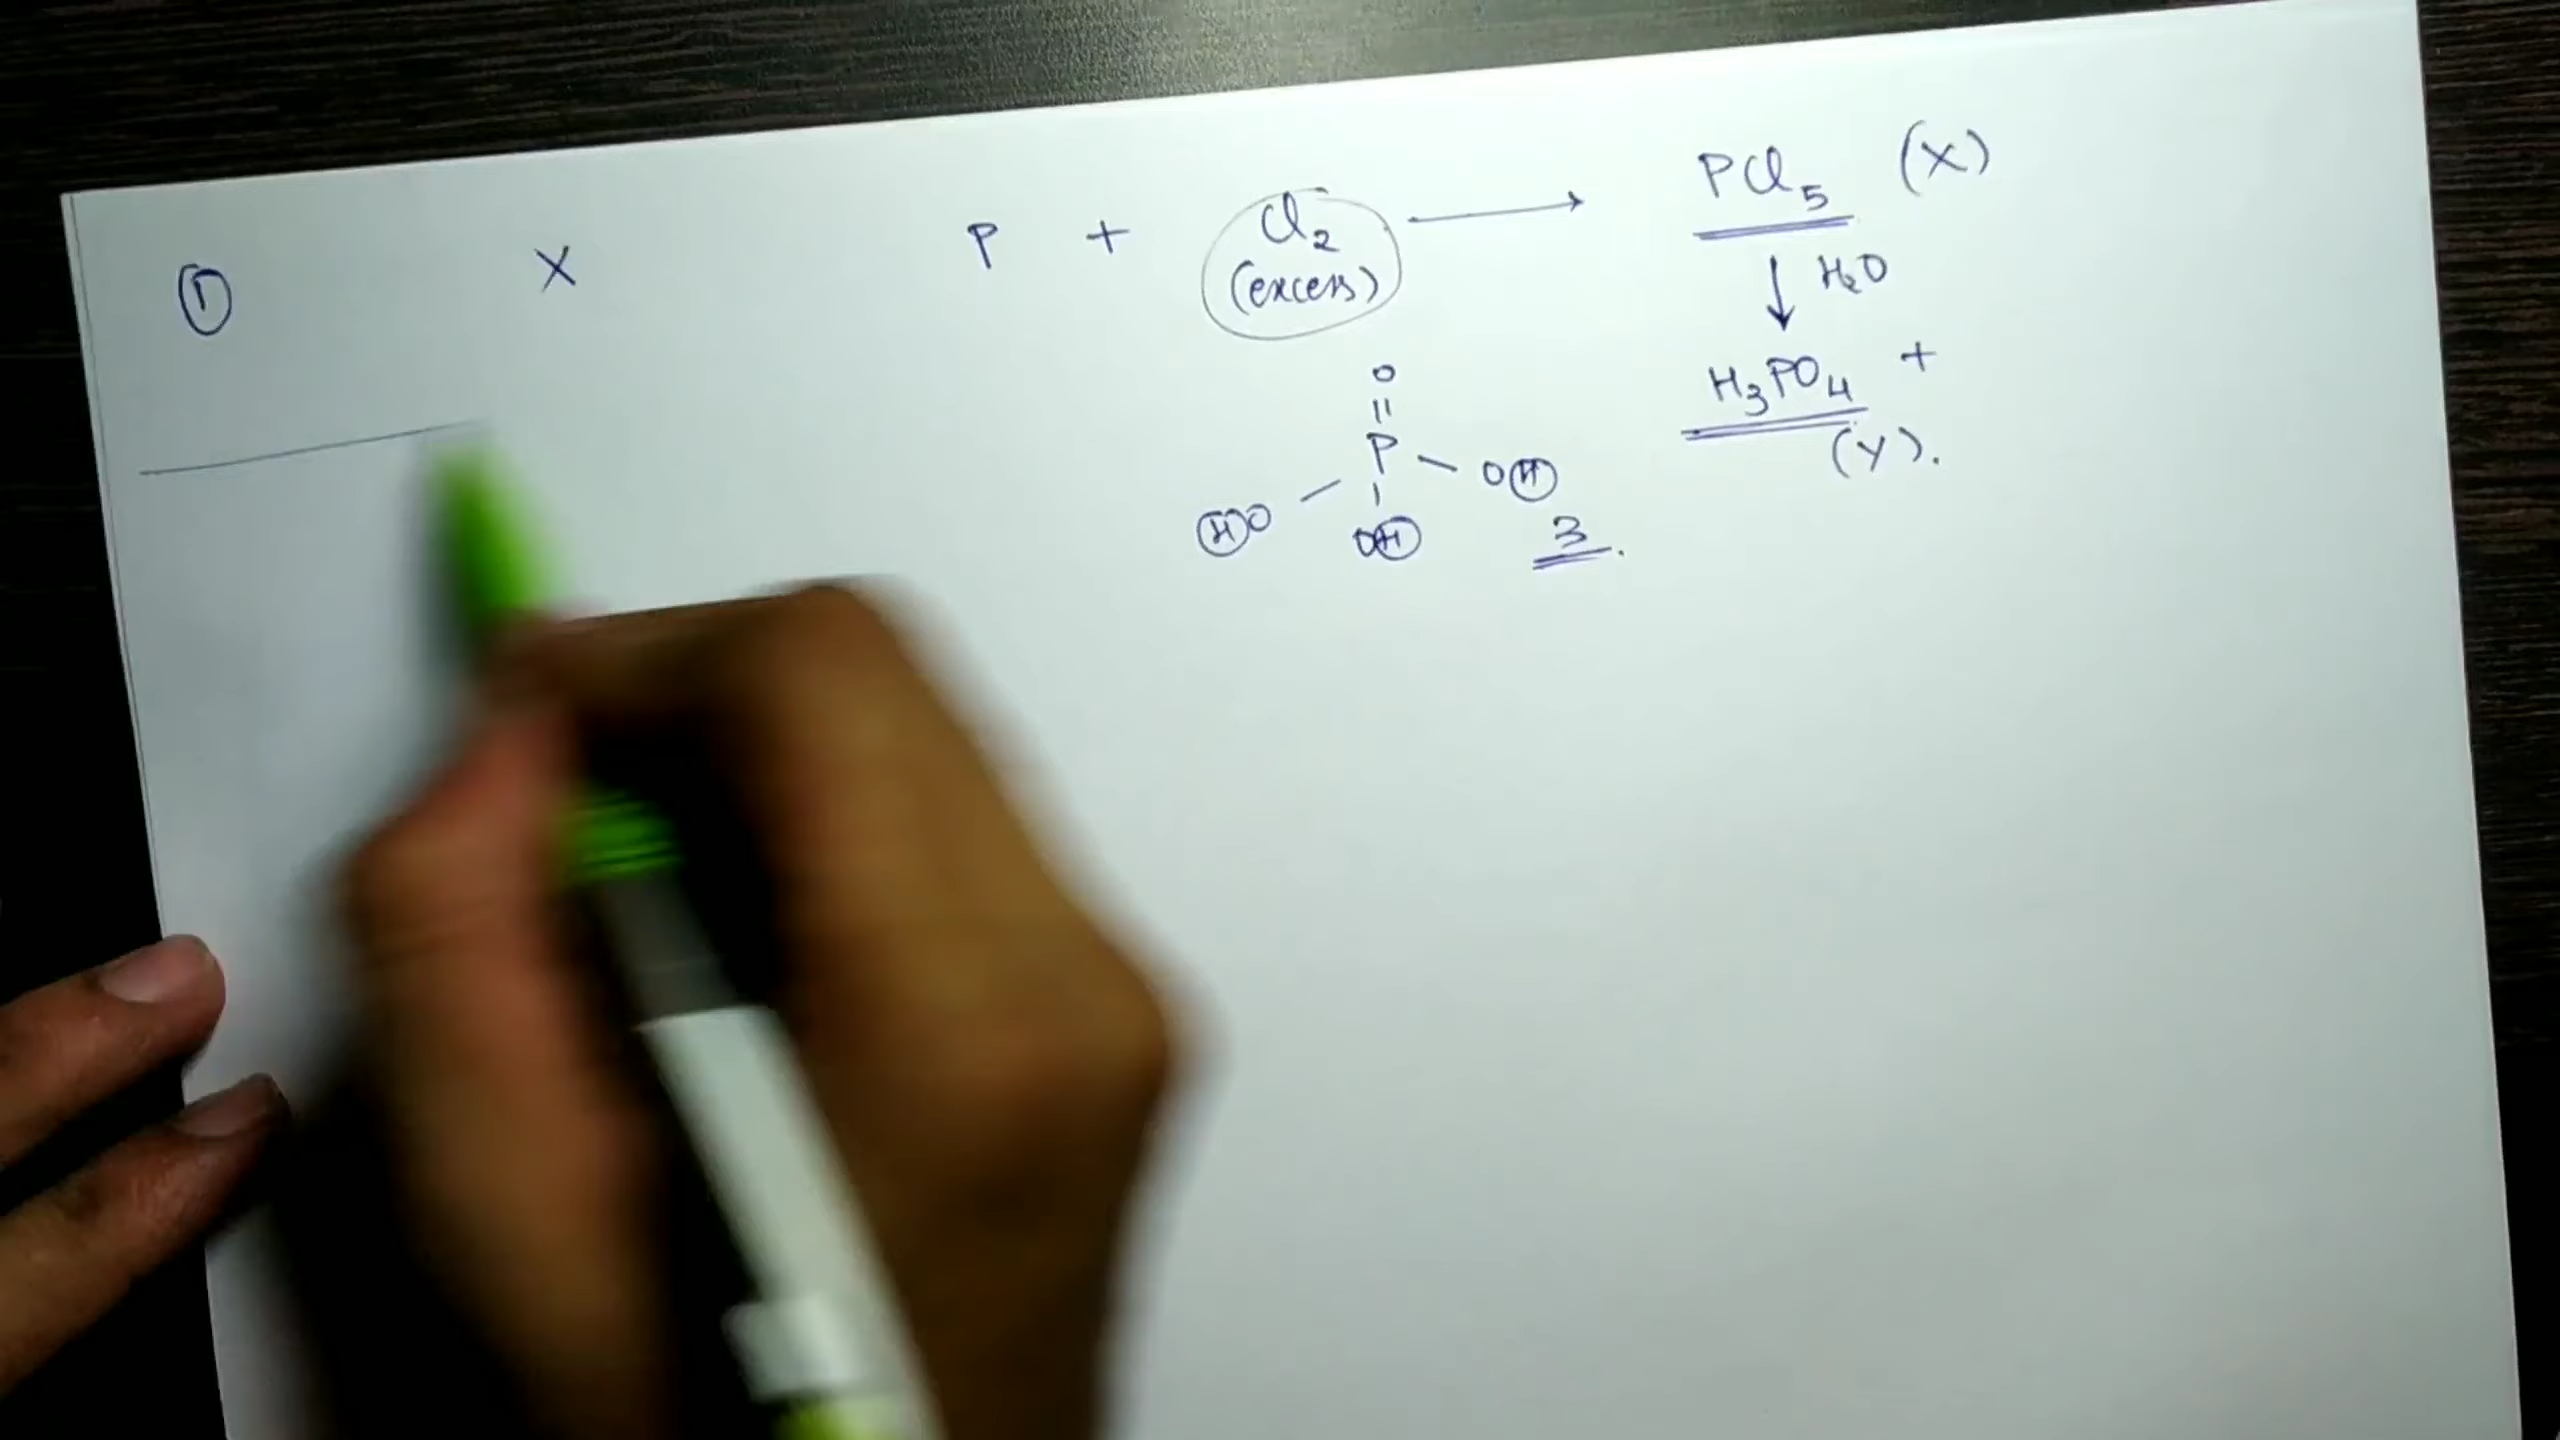 ① X P + Cl₂ ⟶ PCl₅ (X)
(excess)
↓ H₂O
H₃PO₄ +
(Y).
O
||
P – OH
HO –
|
OH 3.